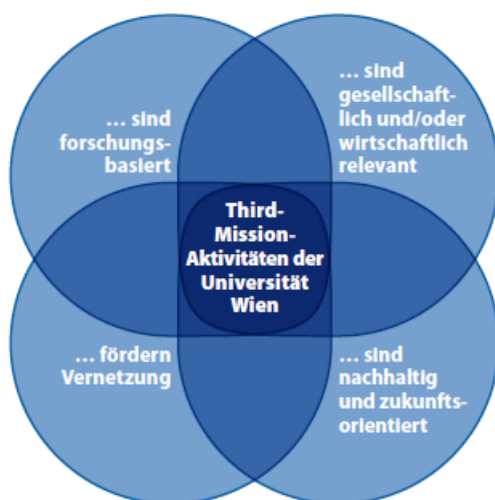 ... sind
forschungs-
basiert
... sind
gesellschaft-
lich und/oder
wirtschaftlich
relevant
Third-
Mission-
Aktivitäten der
Universität
Wien
... fördern
Vernetzung
... sind
nachhaltig
und zukunfts-
orientiert